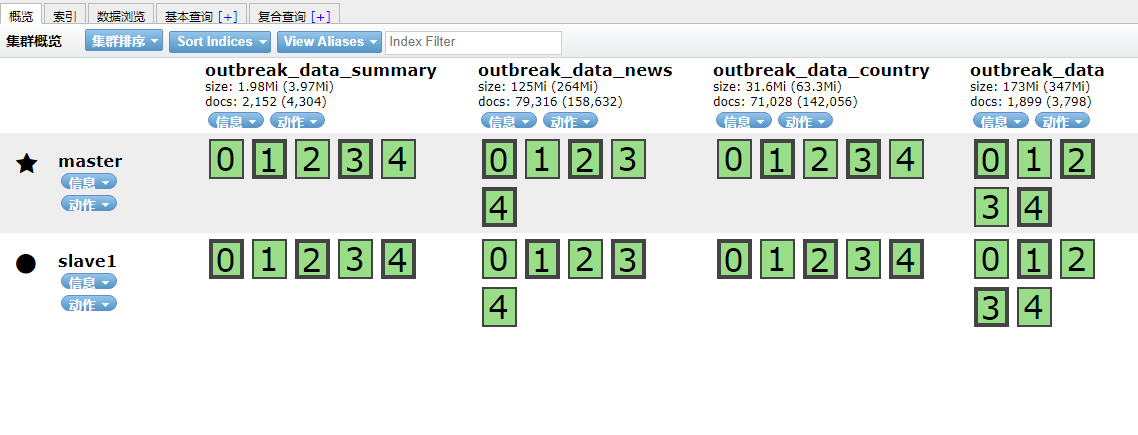 概览 索引 数据浏览 基本查询 [+] 复合查询 [+]
集群概览 集群排序 Sort Indices View Aliases Index Filter
outbreak_data_summary outbreak_data_news outbreak_data_country outbreak_data
size: 1.98Mi (3.97Mi) size: 125Mi (264Mi) size: 31.6Mi (63.3Mi) size: 173Mi (347Mi)
docs: 2,152 (4,304) docs: 79,316 (158,632) docs: 71,028 (142,056) docs: 1,899 (3,798)
信息 动作 信息 动作 信息 动作 信息 动作
master 0 1 2 3 4 0 1 2 3 0 1 2 3 4 0 1 2
信息
动作 4 3 4
slave1 0 1 2 3 4 0 1 2 3 0 1 2 3 4 0 1 2
信息
动作 4 3 4